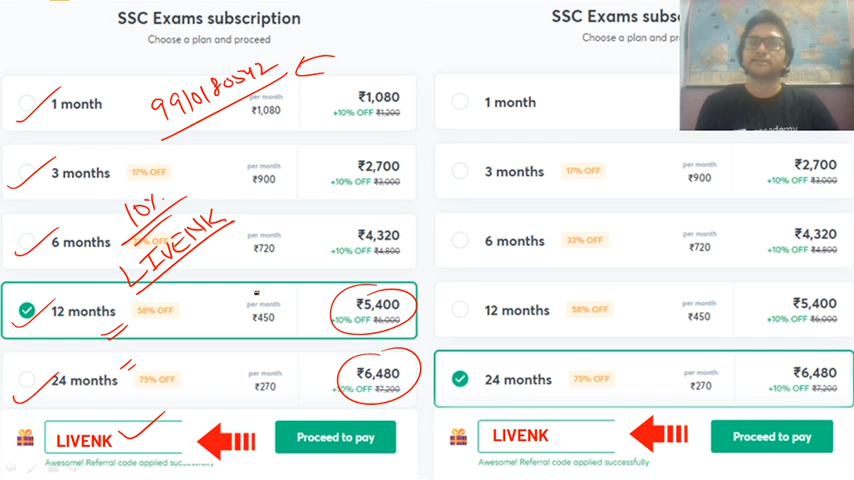 SSC Exams subscription
Choose a plan and proceed
9910180542
1 month
per month
₹1,080
₹1,080
+10% OFF ₹1,200
3 months
17% OFF
per month
₹900
₹2,700
+10% OFF ₹3,000
10%
LIVENK
6 months
per month
₹720
₹4,320
+10% OFF ₹4,800
12 months
58% OFF
per month
₹450
₹5,400
+10% OFF ₹6,000
24 months
75% OFF
per month
₹270
₹6,480
+10% OFF ₹7,200
LIVENK
Proceed to pay
Awesome! Referral code applied successfully
SSC Exams subs
Choose a plan and pr
1 month
3 months
17% OFF
per month
₹900
₹2,700
+10% OFF ₹3,000
6 months
33% OFF
per month
₹720
₹4,320
+10% OFF ₹4,800
12 months
58% OFF
per month
₹450
₹5,400
+10% OFF ₹6,000
24 months
75% OFF
per month
₹270
₹6,480
+10% OFF ₹7,200
LIVENK
Proceed to pay
Awesome! Referral code applied successfully